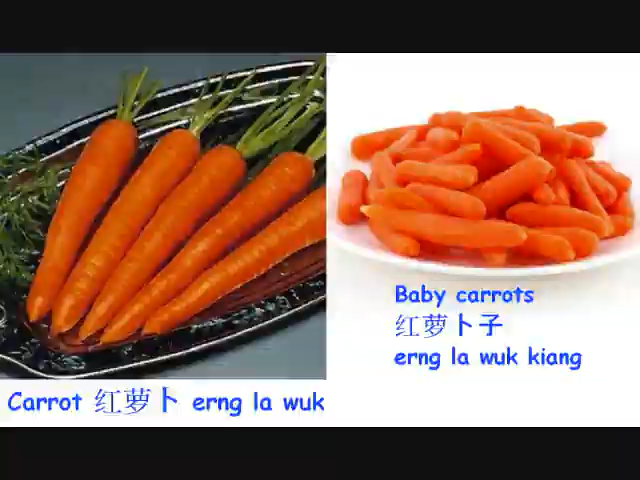 Baby carrots
红萝卜子
erng la wuk kiang
Carrot 红萝卜 erng la wuk